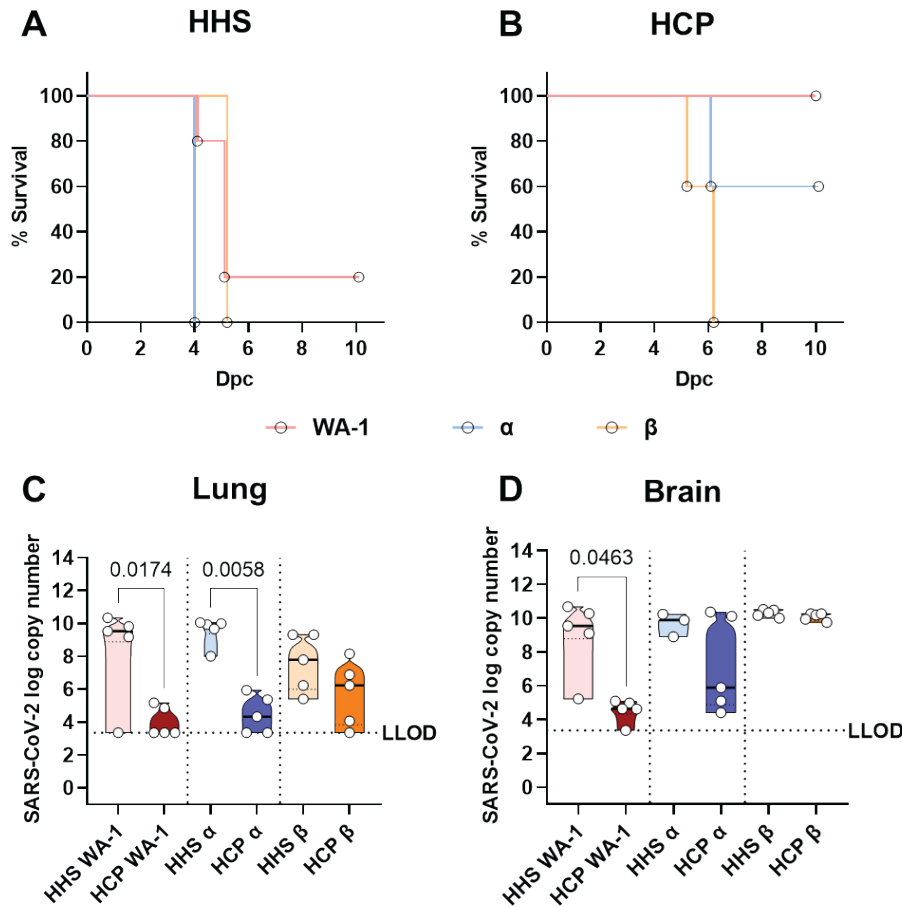 A HHS
B HCP
% Survival
100
80
60
40
20
0
0 2 4 6 8 10
Dpc
% Survival
100
80
60
40
20
0
0 2 4 6 8 10
Dpc
WA-1 α β
C Lung
SARS-CoV-2 log copy number
14
12
10
8
6
4
2
0
0.0174
0.0058
LLOD
HHS WA-1
HCP WA-1
HHS α
HCP α
HHS β
HCP β
D Brain
SARS-CoV-2 log copy number
14
12
10
8
6
4
2
0
0.0463
LLOD
HHS WA-1
HCP WA-1
HHS α
HCP α
HHS β
HCP β